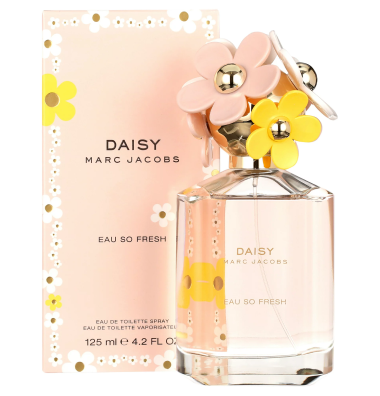 DAISY
MARC JACOBS
EAU SO FRESH
EAU DE TOILETTE SPRAY
EAU DE TOILETTE VAPORISATEUR
125 ml e 4.2 FL OZ
DAISY
MARC JACOBS
EAU SO FRESH